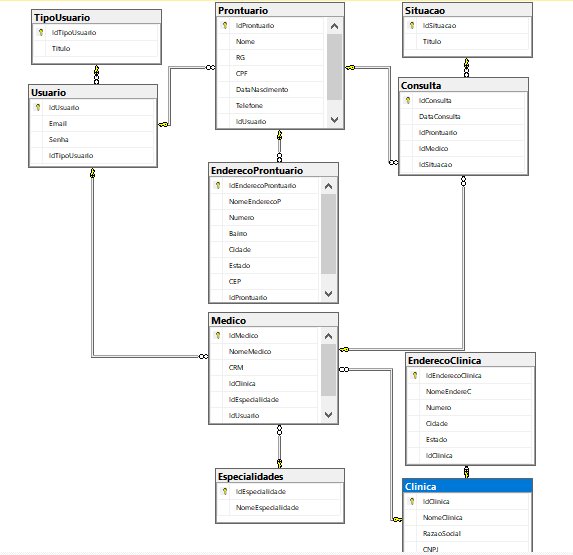 TipoUsuario
IdTipoUsuario
Titulo
Usuario
IdUsuario
Email
Senha
IdTipoUsuario
Prontuario
IdProntuario
Nome
RG
CPF
DataNascimento
Telefone
IdUsuario
Situacao
IdSituacao
Titulo
Consulta
IdConsulta
DataConsulta
IdProntuario
IdMedico
IdSituacao
EnderecoProntuario
IdEnderecoProntuario
NomeEnderecoP
Numero
Bairro
Cidade
Estado
CEP
IdProntuario
Medico
IdMedico
NomeMedico
CRM
IdClinica
IdEspecialidade
IdUsuario
EnderecoClinica
IdEnderecoClinica
NomeEndereC
Numero
Cidade
Estado
IdClinica
Especialidades
IdEspecialidade
NomeEspecialidade
Clinica
IdClinica
NomeClinica
RazaoSocial
CNPJ